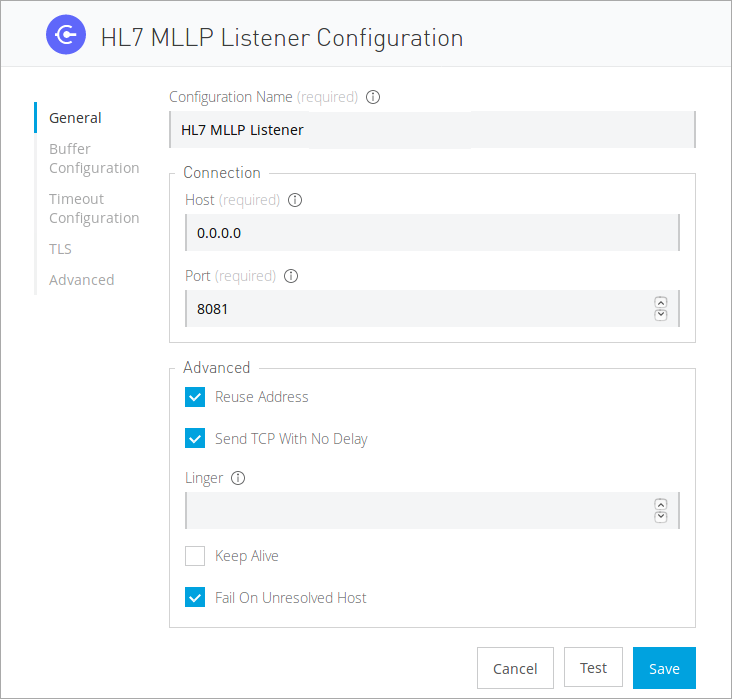 HL7 MLLP Listener Configuration
General
Buffer
Configuration
Timeout
Configuration
TLS
Advanced
Configuration Name (required)
HL7 MLLP Listener
Connection
Host (required)
0.0.0.0
Port (required)
8081
Advanced
Reuse Address
Send TCP With No Delay
Linger
Keep Alive
Fail On Unresolved Host
Cancel
Test
Save